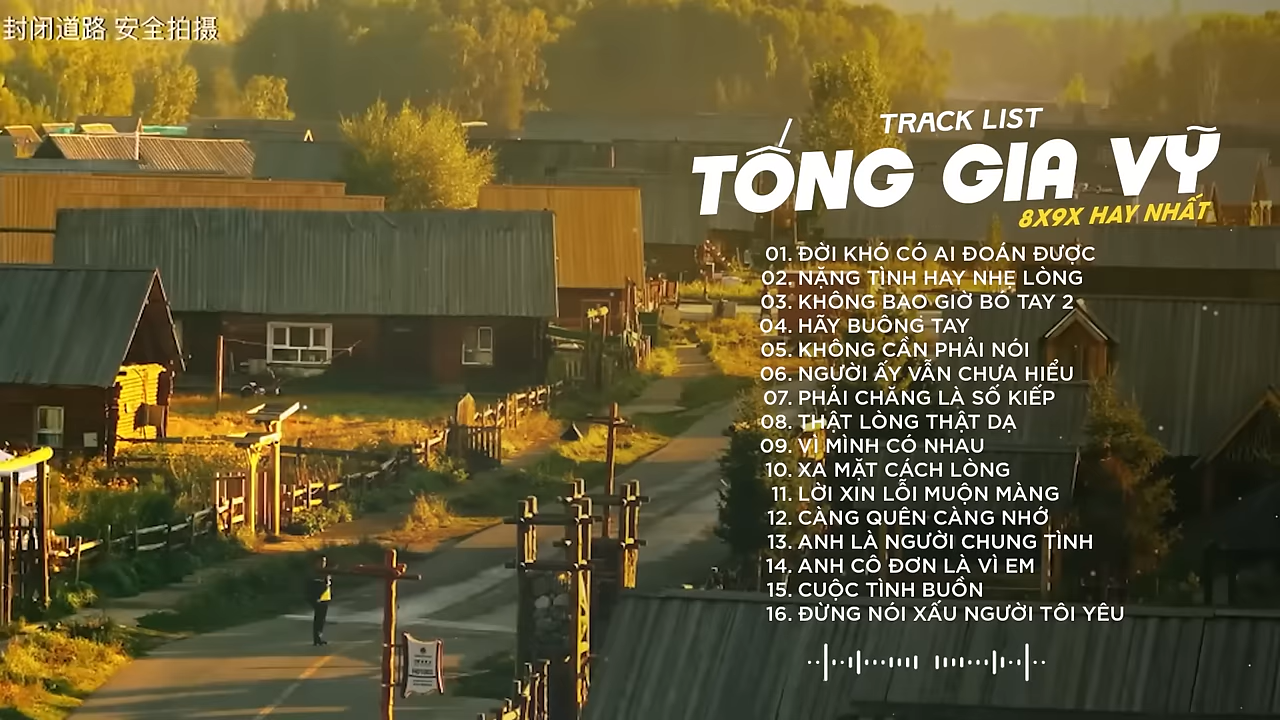 封闭道路 安全拍摄
TRACK LIST
TỐNG GIA VỸ
8X9X HAY NHẤT
01. ĐỜI KHÓ CÓ AI ĐOÁN ĐƯỢC
02. NẶNG TÌNH HAY NHẸ LÒNG
03. KHÔNG BAO GIỜ BÓ TAY 2
04. HÃY BUÔNG TAY
05. KHÔNG CẦN PHẢI NÓI
06. NGƯỜI ẤY VẪN CHƯA HIỂU
07. PHẢI CHĂNG LÀ SỐ KIẾP
08. THẬT LÒNG THẬT DẠ
09. VÌ MÌNH CÓ NHAU
10. XA MẶT CÁCH LÒNG
11. LỜI XIN LỖI MUỘN MÀNG
12. CÀNG QUÊN CÀNG NHỚ
13. ANH LÀ NGƯỜI CHUNG TÌNH
14. ANH CÔ ĐƠN LÀ VÌ EM
15. CUỘC TÌNH BUỒN
16. ĐỪNG NÓI XẤU NGƯỜI TÔI YÊU